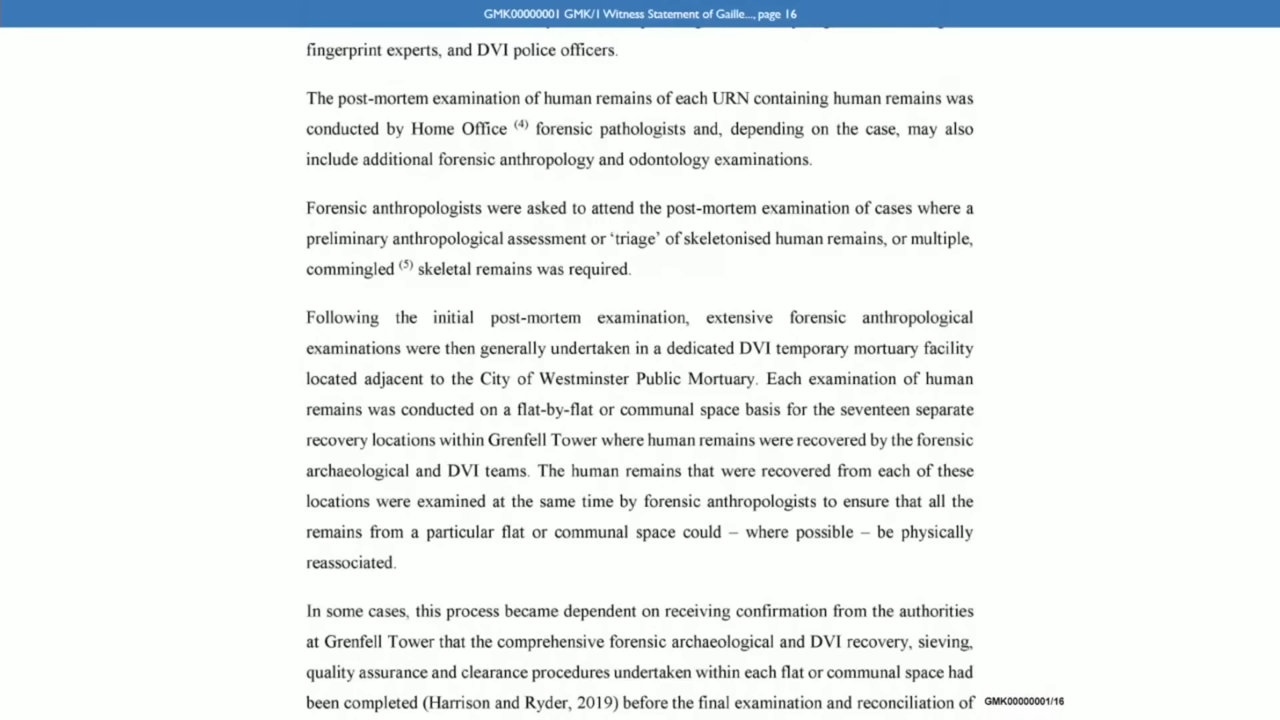 GMK00000001 GMK/1 Witness Statement of Gaille..., page 16
fingerprint experts, and DVI police officers.
The post-mortem examination of human remains of each URN containing human remains was
conducted by Home Office (4) forensic pathologists and, depending on the case, may also
include additional forensic anthropology and odontology examinations.
Forensic anthropologists were asked to attend the post-mortem examination of cases where a
preliminary anthropological assessment or ‘triage’ of skeletonised human remains, or multiple,
commingled (5) skeletal remains was required.
Following the initial post-mortem examination, extensive forensic anthropological
examinations were then generally undertaken in a dedicated DVI temporary mortuary facility
located adjacent to the City of Westminster Public Mortuary. Each examination of human
remains was conducted on a flat-by-flat or communal space basis for the seventeen separate
recovery locations within Grenfell Tower where human remains were recovered by the forensic
archaeological and DVI teams. The human remains that were recovered from each of these
locations were examined at the same time by forensic anthropologists to ensure that all the
remains from a particular flat or communal space could – where possible – be physically
reassociated.
In some cases, this process became dependent on receiving confirmation from the authorities
at Grenfell Tower that the comprehensive forensic archaeological and DVI recovery, sieving,
quality assurance and clearance procedures undertaken within each flat or communal space had
been completed (Harrison and Ryder, 2019) before the final examination and reconciliation of
GMK00000001/16